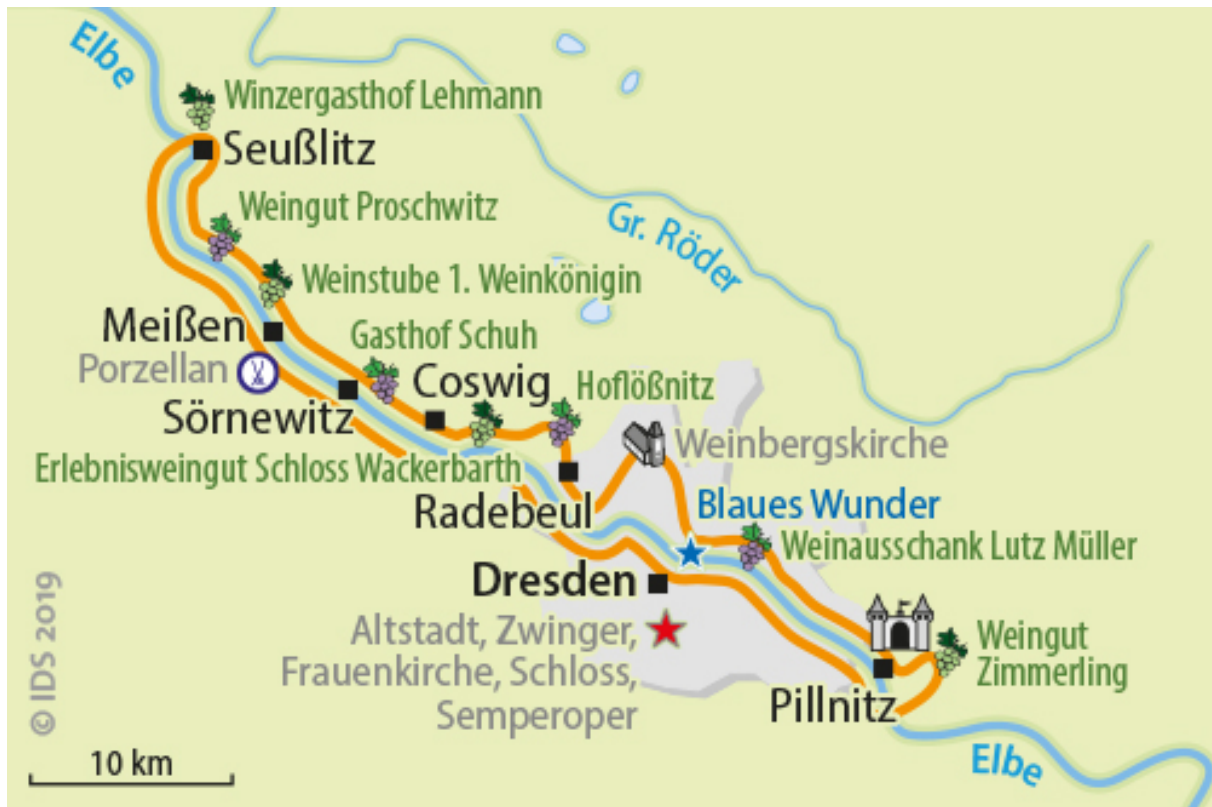 Elbe
Winzergasthof Lehmann
Seußlitz
Weingut Proschwitz
Gr. Röder
Weinstube 1. Weinkönigin
Meißen
Gasthof Schuh
Porzellan
Coswig
Hoflößnitz
Sörnewitz
Weinbergskirche
Erlebnisweingut Schloss Wackerbarth
Radebeul
Blaues Wunder
Weinausschank Lutz Müller
Dresden
Altstadt, Zwinger,
Frauenkirche, Schloss,
Semperoper
Weingut
Zimmerling
Pillnitz
Elbe
© IDS 2019
10 km